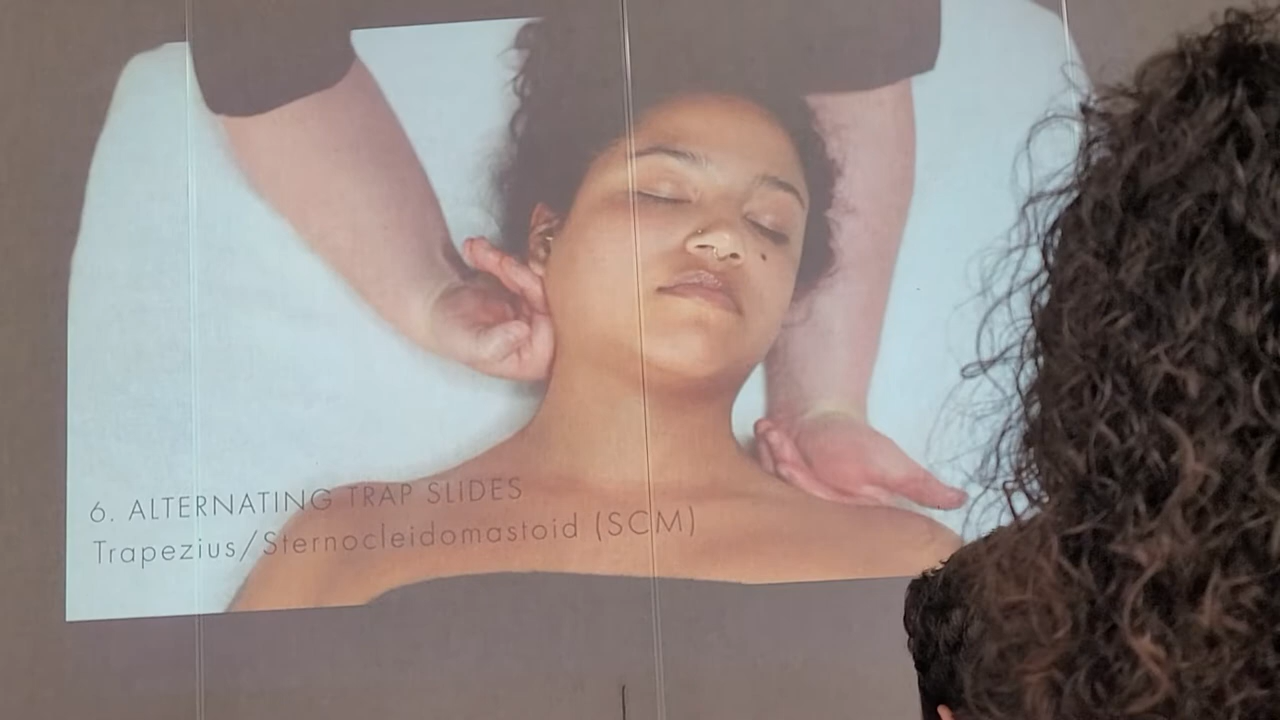 6. ALTERNATING TRAP SLIDES
Trapezius/Sternocleidomastoid (SCM)